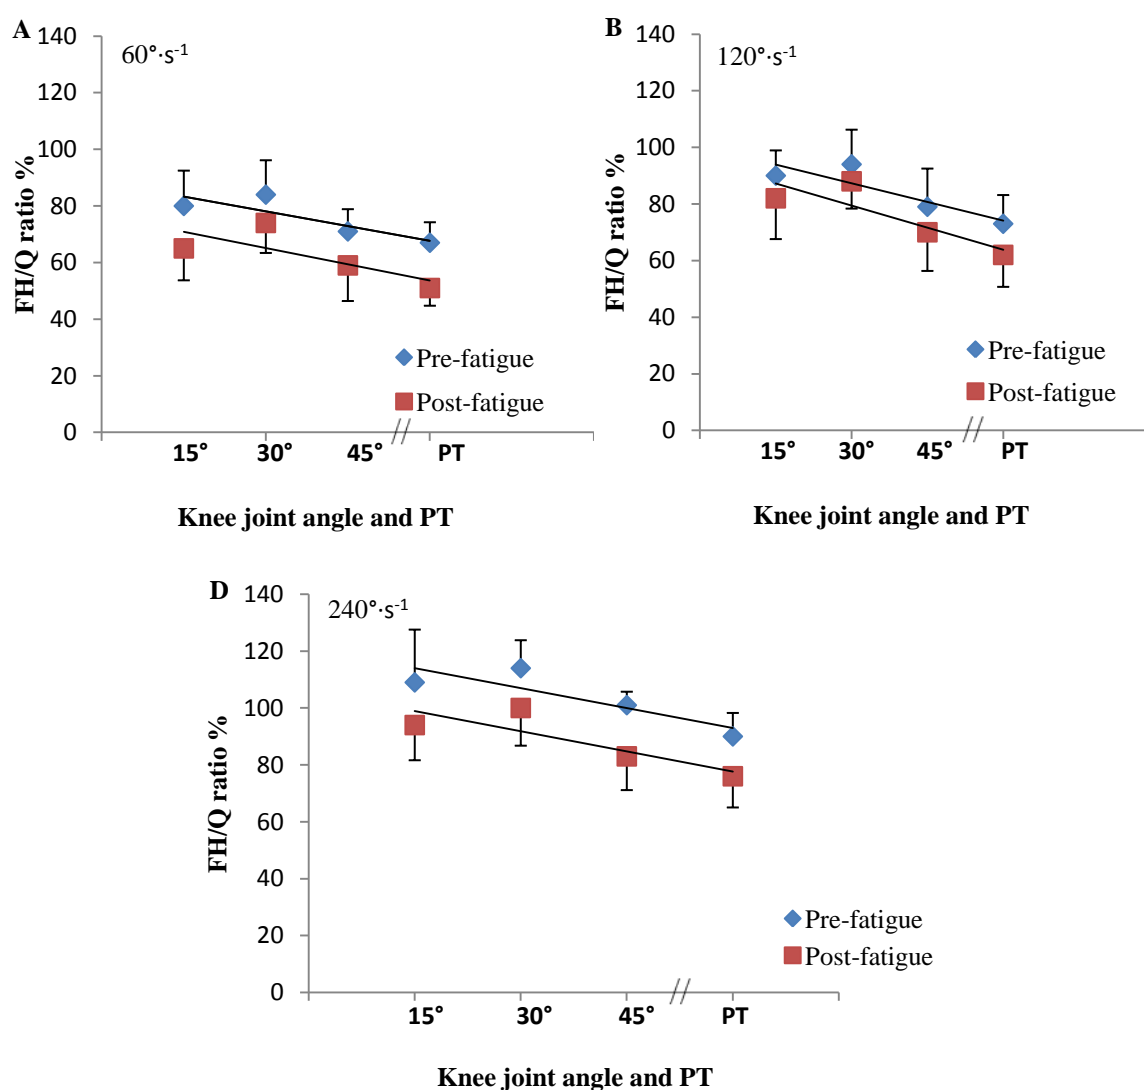 A
60°·s-1
FH/Q ratio %
140
120
100
80
60
40
20
0
Pre-fatigue
Post-fatigue
15° 30° 45° PT
Knee joint angle and PT
B
120°·s-1
FH/Q ratio %
140
120
100
80
60
40
20
0
Pre-fatigue
Post-fatigue
15° 30° 45° PT
Knee joint angle and PT
D
240°·s-1
FH/Q ratio %
140
120
100
80
60
40
20
0
Pre-fatigue
Post-fatigue
15° 30° 45° PT
Knee joint angle and PT